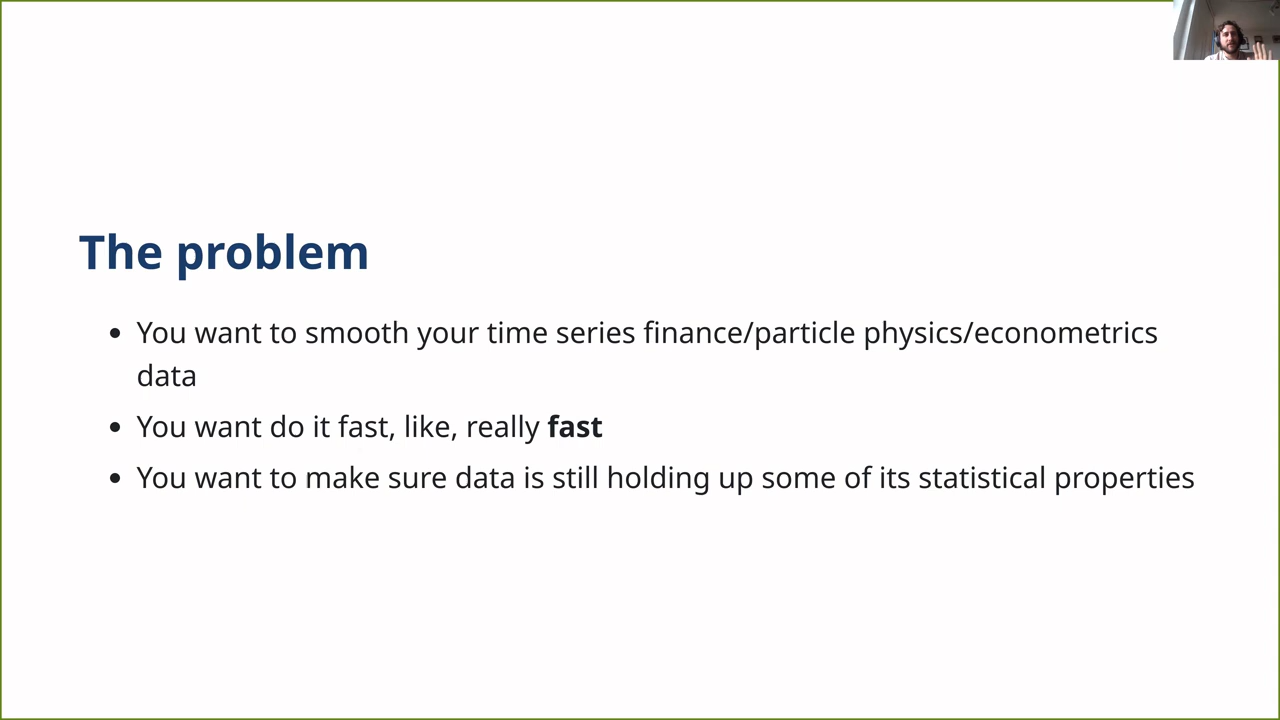 The problem
• You want to smooth your time series finance/particle physics/econometrics
data
• You want do it fast, like, really fast
• You want to make sure data is still holding up some of its statistical properties